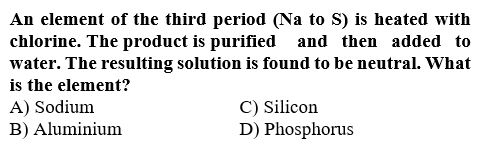 An element of the third period (Na to S) is heated with
chlorine. The product is purified and then added to
water. The resulting solution is found to be neutral. What
is the element?
A) Sodium C) Silicon
B) Aluminium D) Phosphorus